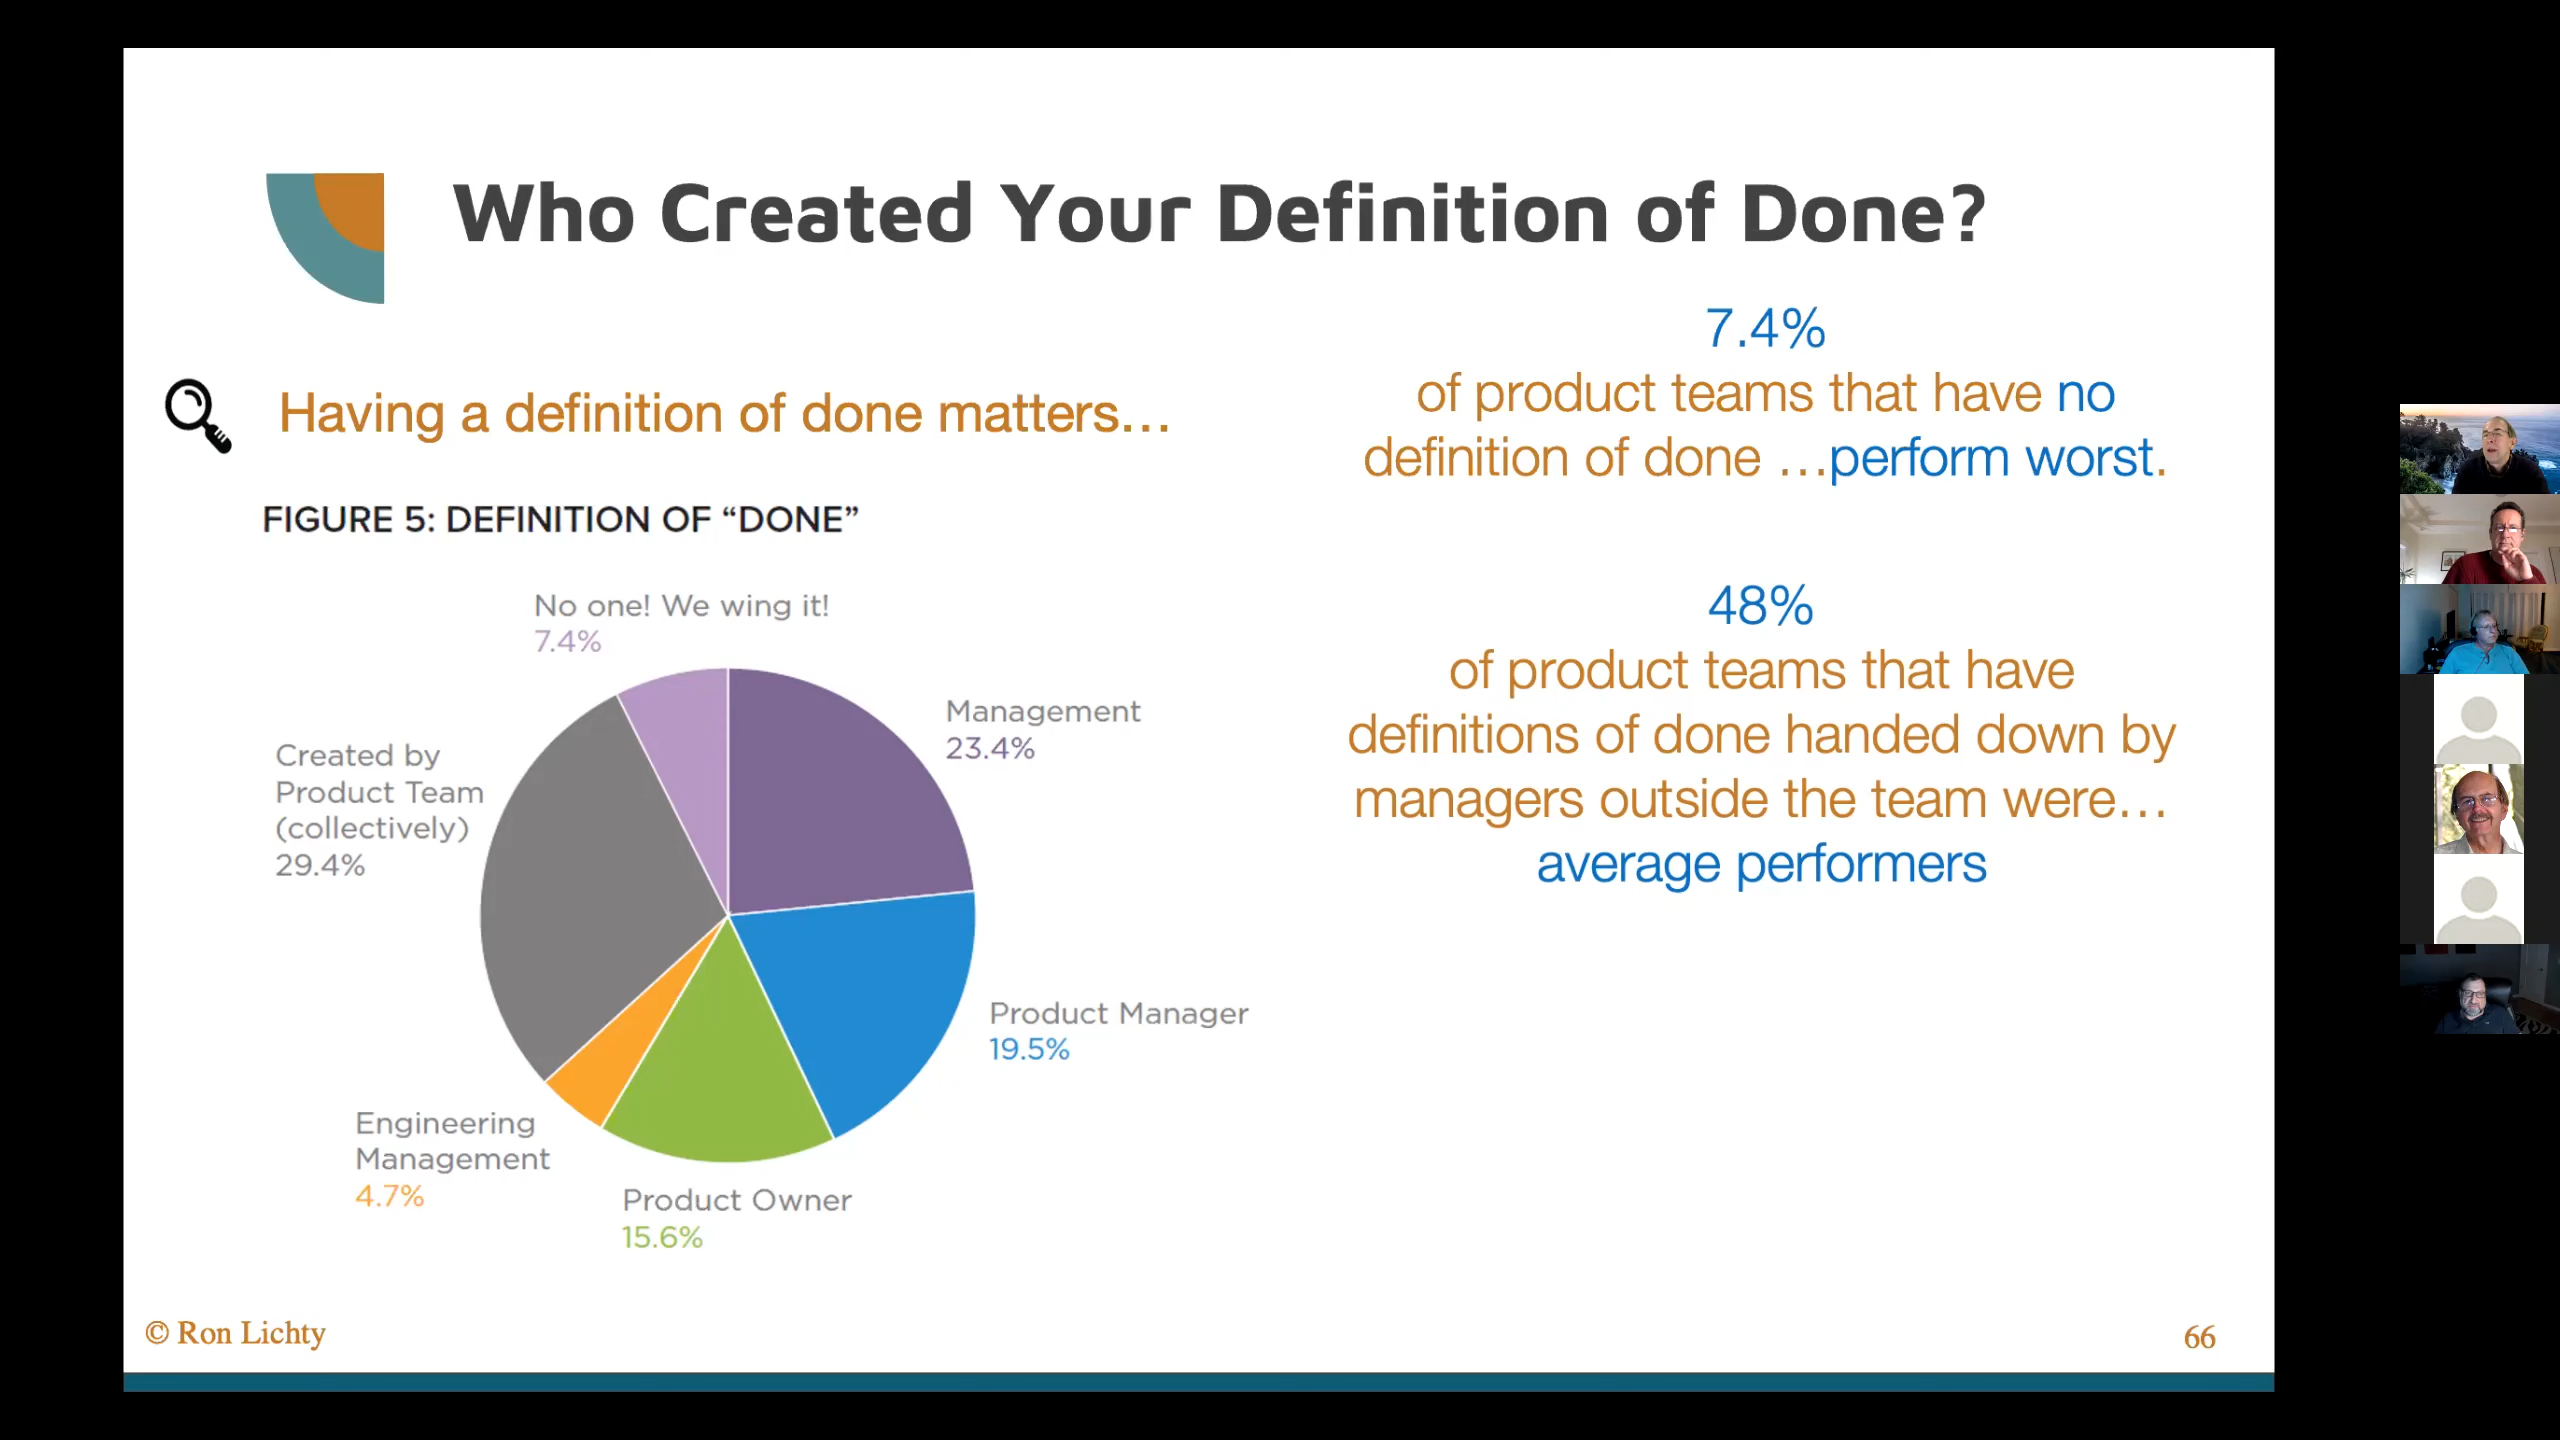 Who Created Your Definition of Done?
Having a definition of done matters…
FIGURE 5: DEFINITION OF “DONE”
No one! We wing it!
7.4%
Management
23.4%
Created by
Product Team
(collectively)
29.4%
Product Manager
19.5%
Engineering
Management
4.7%
Product Owner
15.6%
7.4%
of product teams that have no
definition of done …perform worst.
48%
of product teams that have
definitions of done handed down by
managers outside the team were…
average performers
© Ron Lichty
66